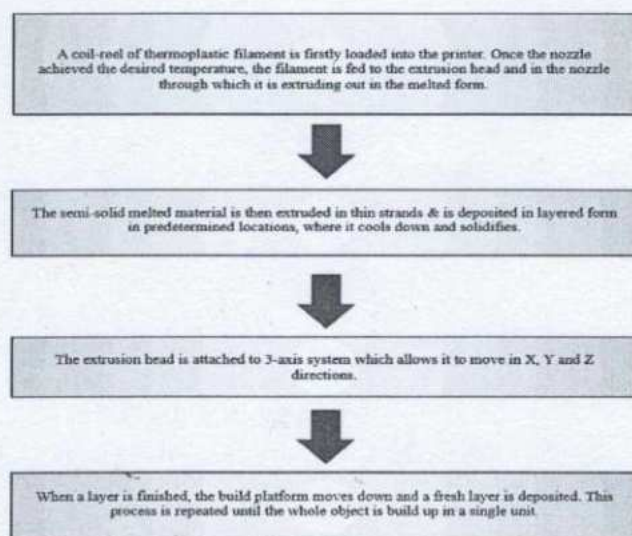 A coil-reel of thermoplastic filament is firstly loaded into the printer. Once the nozzle
achieved the desired temperature, the filament is fed to the extrusion head and in the nozzle
through which it is extruding out in the melted form.
The semi-solid melted material is then extruded in thin strands & is deposited in layered form
in predetermined locations, where it cools down and solidifies.
The extrusion head is attached to 3-axis system which allows it to move in X, Y and Z
directions.
When a layer is finished, the build platform moves down and a fresh layer is deposited. This
process is repeated until the whole object is build up in a single unit.